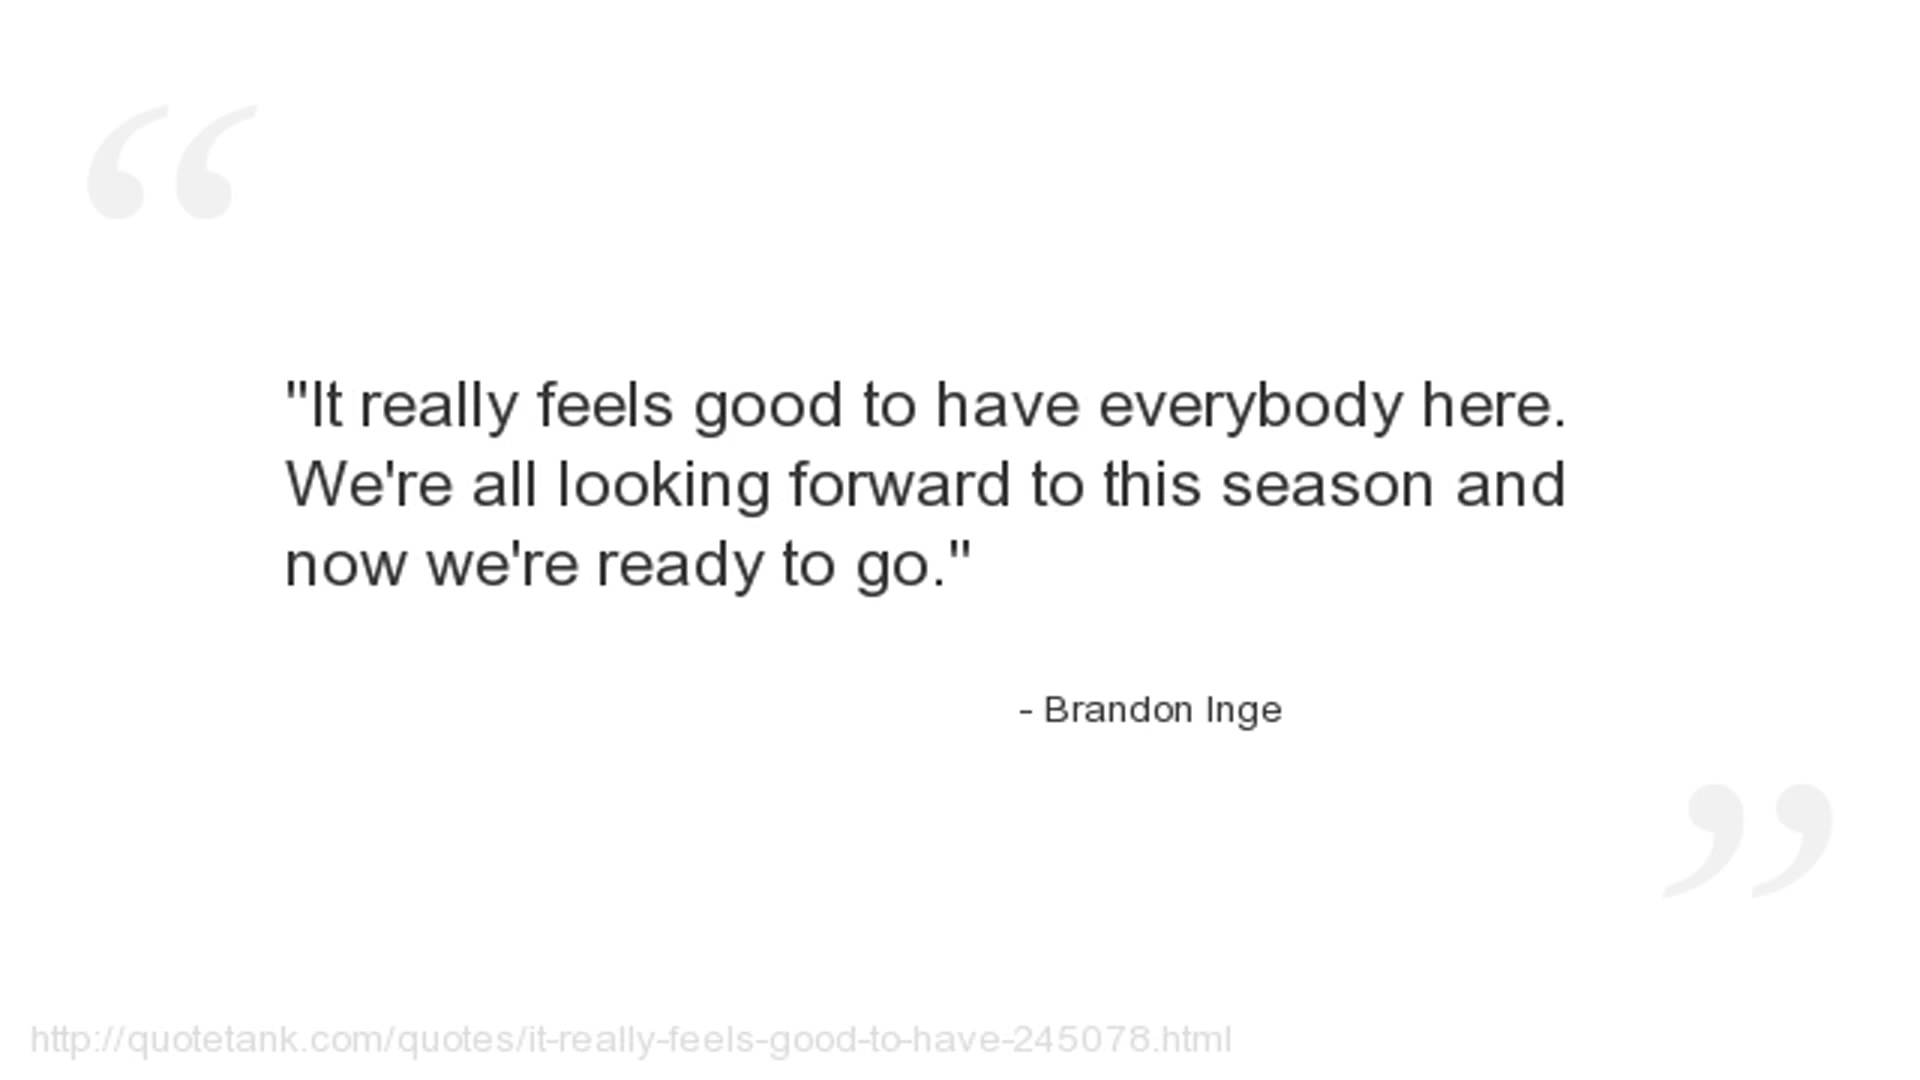 "It really feels good to have everybody here.
We're all looking forward to this season and
now we're ready to go."
- Brandon Inge
http://quotetank.com/quotes/it-really-feels-good-to-have-245078.html